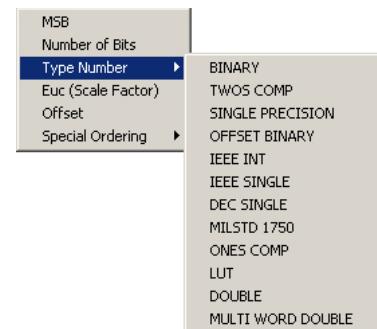 MSB
Number of Bits
Type Number
Euc (Scale Factor)
Offset
Special Ordering
BINARY
TWOS COMP
SINGLE PRECISION
OFFSET BINARY
IEEE INT
IEEE SINGLE
DEC SINGLE
MILSTD 1750
ONES COMP
LUT
DOUBLE
MULTI WORD DOUBLE